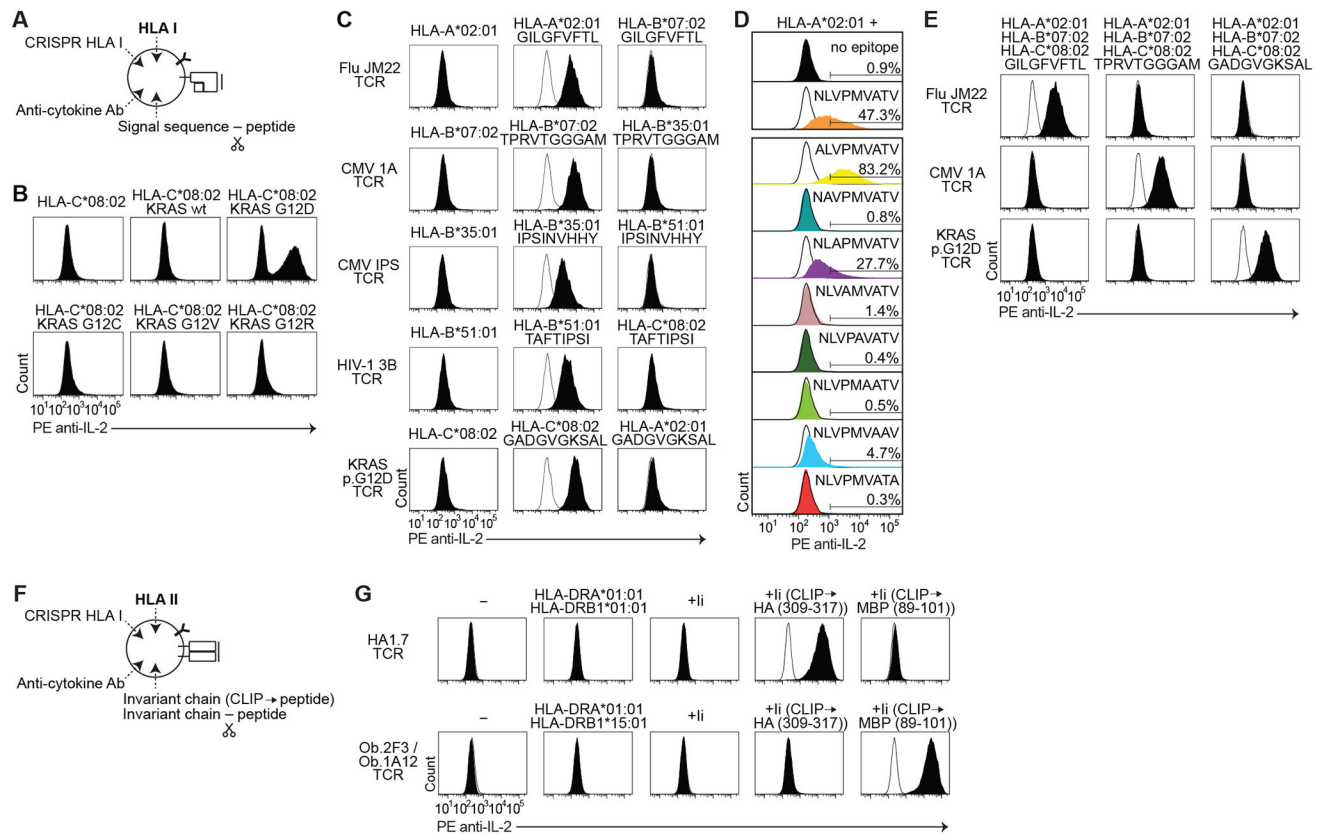 A
HLA I
CRISPR HLA I
Anti-cytokine Ab
Signal sequence – peptide
B
HLA-C*08:02
HLA-C*08:02
KRAS wt
HLA-C*08:02
KRAS G12D
HLA-C*08:02
KRAS G12C
HLA-C*08:02
KRAS G12V
HLA-C*08:02
KRAS G12R
Count
10¹10²10³10⁴10⁵
PE anti-IL-2
C
HLA-A*02:01
HLA-A*02:01
GILGFVFTL
HLA-B*07:02
GILGFVFTL
Flu JM22
TCR
HLA-B*07:02
HLA-B*07:02
TPRVTGGGAM
HLA-B*35:01
TPRVTGGGAM
CMV 1A
TCR
HLA-B*35:01
HLA-B*35:01
IPSINVHHY
HLA-B*51:01
IPSINVHHY
CMV IPS
TCR
HLA-B*51:01
HLA-B*51:01
TAFTIPSI
HLA-C*08:02
TAFTIPSI
HIV-1 3B
TCR
HLA-C*08:02
HLA-C*08:02
GADGVGKSAL
HLA-A*02:01
GADGVGKSAL
KRAS
p.G12D
TCR
Count
10¹10²10³10⁴10⁵
PE anti-IL-2
D
HLA-A*02:01 +
no epitope
0.9%
NLVPMVATV
47.3%
ALVPMVATV
83.2%
NAVPMVATV
0.8%
NLAPMVATV
27.7%
NLVAMVATV
1.4%
NLVPAVATV
0.4%
NLVPMAATV
0.5%
NLVPMVAAV
4.7%
NLVPMVATA
0.3%
Count
10¹ 10² 10³ 10⁴ 10⁵
PE anti-IL-2
E
HLA-A*02:01
HLA-B*07:02
HLA-C*08:02
GILGFVFTL
HLA-A*02:01
HLA-B*07:02
HLA-C*08:02
TPRVTGGGAM
HLA-A*02:01
HLA-B*07:02
HLA-C*08:02
GADGVGKSAL
Flu JM22
TCR
CMV 1A
TCR
KRAS
p.G12D
TCR
Count
10¹10²10³10⁴10⁵
PE anti-IL-2
F
HLA II
CRISPR HLA I
Anti-cytokine Ab
Invariant chain (CLIP→peptide)
Invariant chain – peptide
G
–
HLA-DRA*01:01
HLA-DRB1*01:01
+Ii
+Ii (CLIP→
HA (309-317))
+Ii (CLIP→
MBP (89-101))
HA1.7
TCR
–
HLA-DRA*01:01
HLA-DRB1*15:01
+Ii
+Ii (CLIP→
HA (309-317))
+Ii (CLIP→
MBP (89-101))
Ob.2F3 /
Ob.1A12
TCR
Count
10¹10²10³10⁴10⁵
PE anti-IL-2